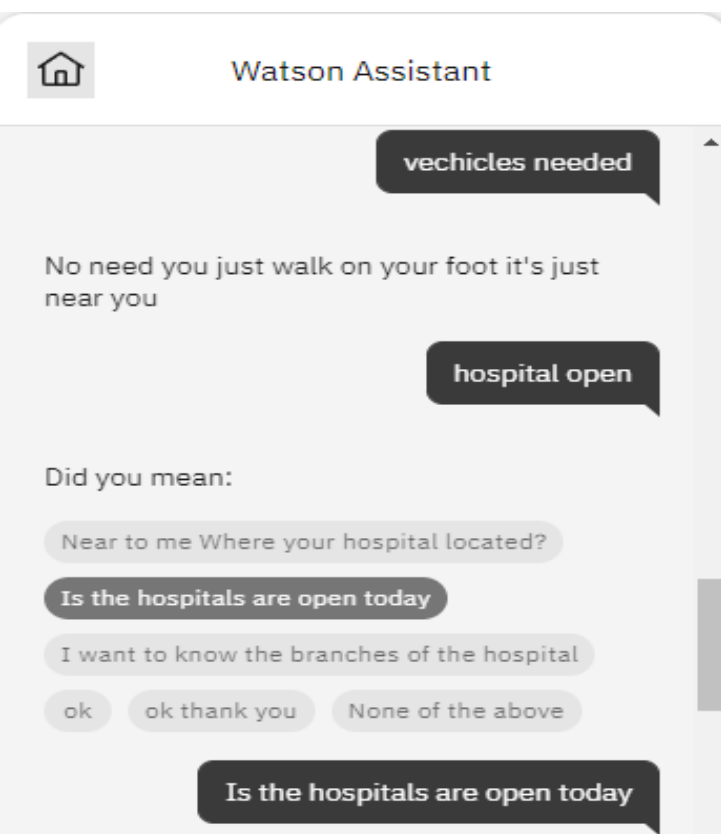 Watson Assistant
vechicles needed
No need you just walk on your foot it's just
near you
hospital open
Did you mean:
Near to me Where your hospital located?
Is the hospitals are open today
I want to know the branches of the hospital
ok
ok thank you
None of the above
Is the hospitals are open today